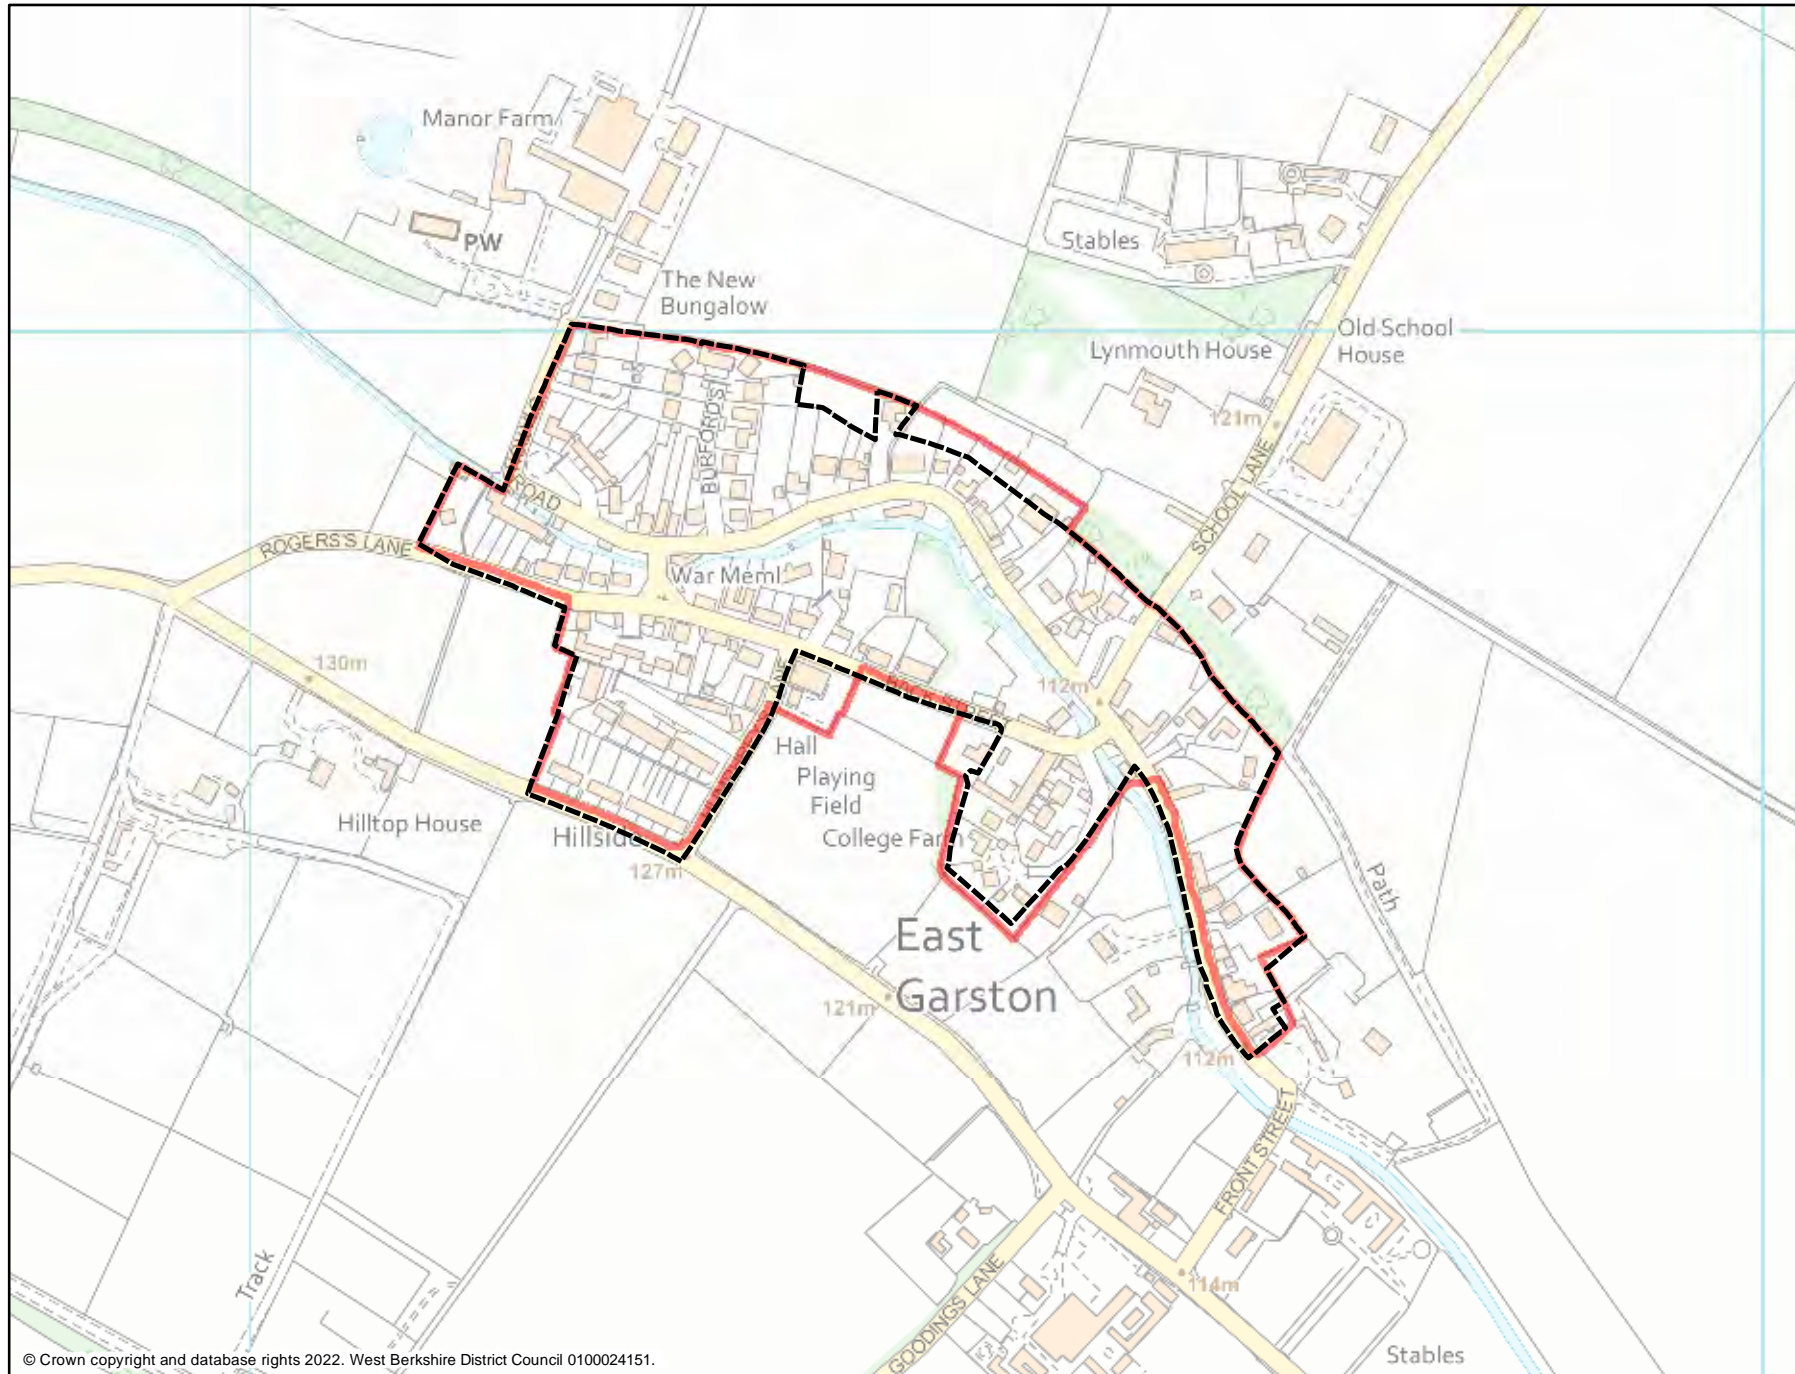 Manor Farm
PW
The New
Bungalow
Stables
Old School
House
Lynmouth House
121m
SCHOOL LANE
BURFORDS
ROAD
ROGERS'S LANE
War Meml
130m
112m
LANE
Hall
Playing
Field
College Farm
Hilltop House
Hillside
127m
Path
East
Garston
121m
112m
FRONT STREET
Track
GOODINGS LANE
114m
Stables
© Crown copyright and database rights 2022. West Berkshire District Council 0100024151.